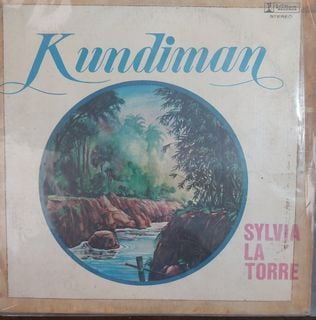 STEREO
Kundiman
SYLVIA
LA
TORRE